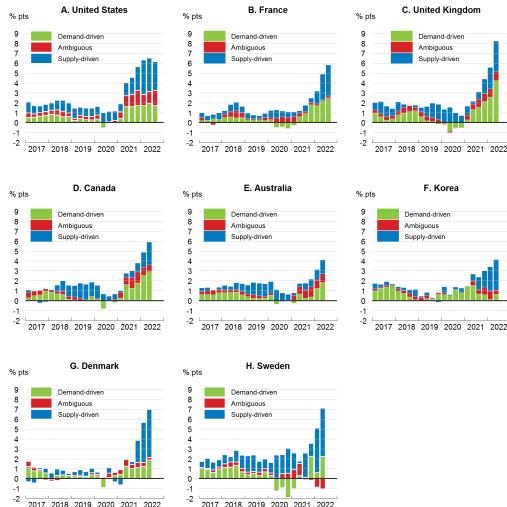 A. United States
% pts
9
8
7
6
5
4
3
2
1
0
-1
-2
Demand-driven
Ambiguous
Supply-driven
2017 2018 2019 2020 2021 2022
B. France
% pts
9
8
7
6
5
4
3
2
1
0
-1
-2
Demand-driven
Ambiguous
Supply-driven
2017 2018 2019 2020 2021 2022
C. United Kingdom
% pts
9
8
7
6
5
4
3
2
1
0
-1
-2
Demand-driven
Ambiguous
Supply-driven
2017 2018 2019 2020 2021 2022
D. Canada
% pts
9
8
7
6
5
4
3
2
1
0
-1
-2
Demand-driven
Ambiguous
Supply-driven
2017 2018 2019 2020 2021 2022
E. Australia
% pts
9
8
7
6
5
4
3
2
1
0
-1
-2
Demand-driven
Ambiguous
Supply-driven
2017 2018 2019 2020 2021 2022
F. Korea
% pts
9
8
7
6
5
4
3
2
1
0
-1
-2
Demand-driven
Ambiguous
Supply-driven
2017 2018 2019 2020 2021 2022
G. Denmark
% pts
9
8
7
6
5
4
3
2
1
0
-1
-2
Demand-driven
Ambiguous
Supply-driven
2017 2018 2019 2020 2021 2022
H. Sweden
% pts
9
8
7
6
5
4
3
2
1
0
-1
-2
Demand-driven
Ambiguous
Supply-driven
2017 2018 2019 2020 2021 2022